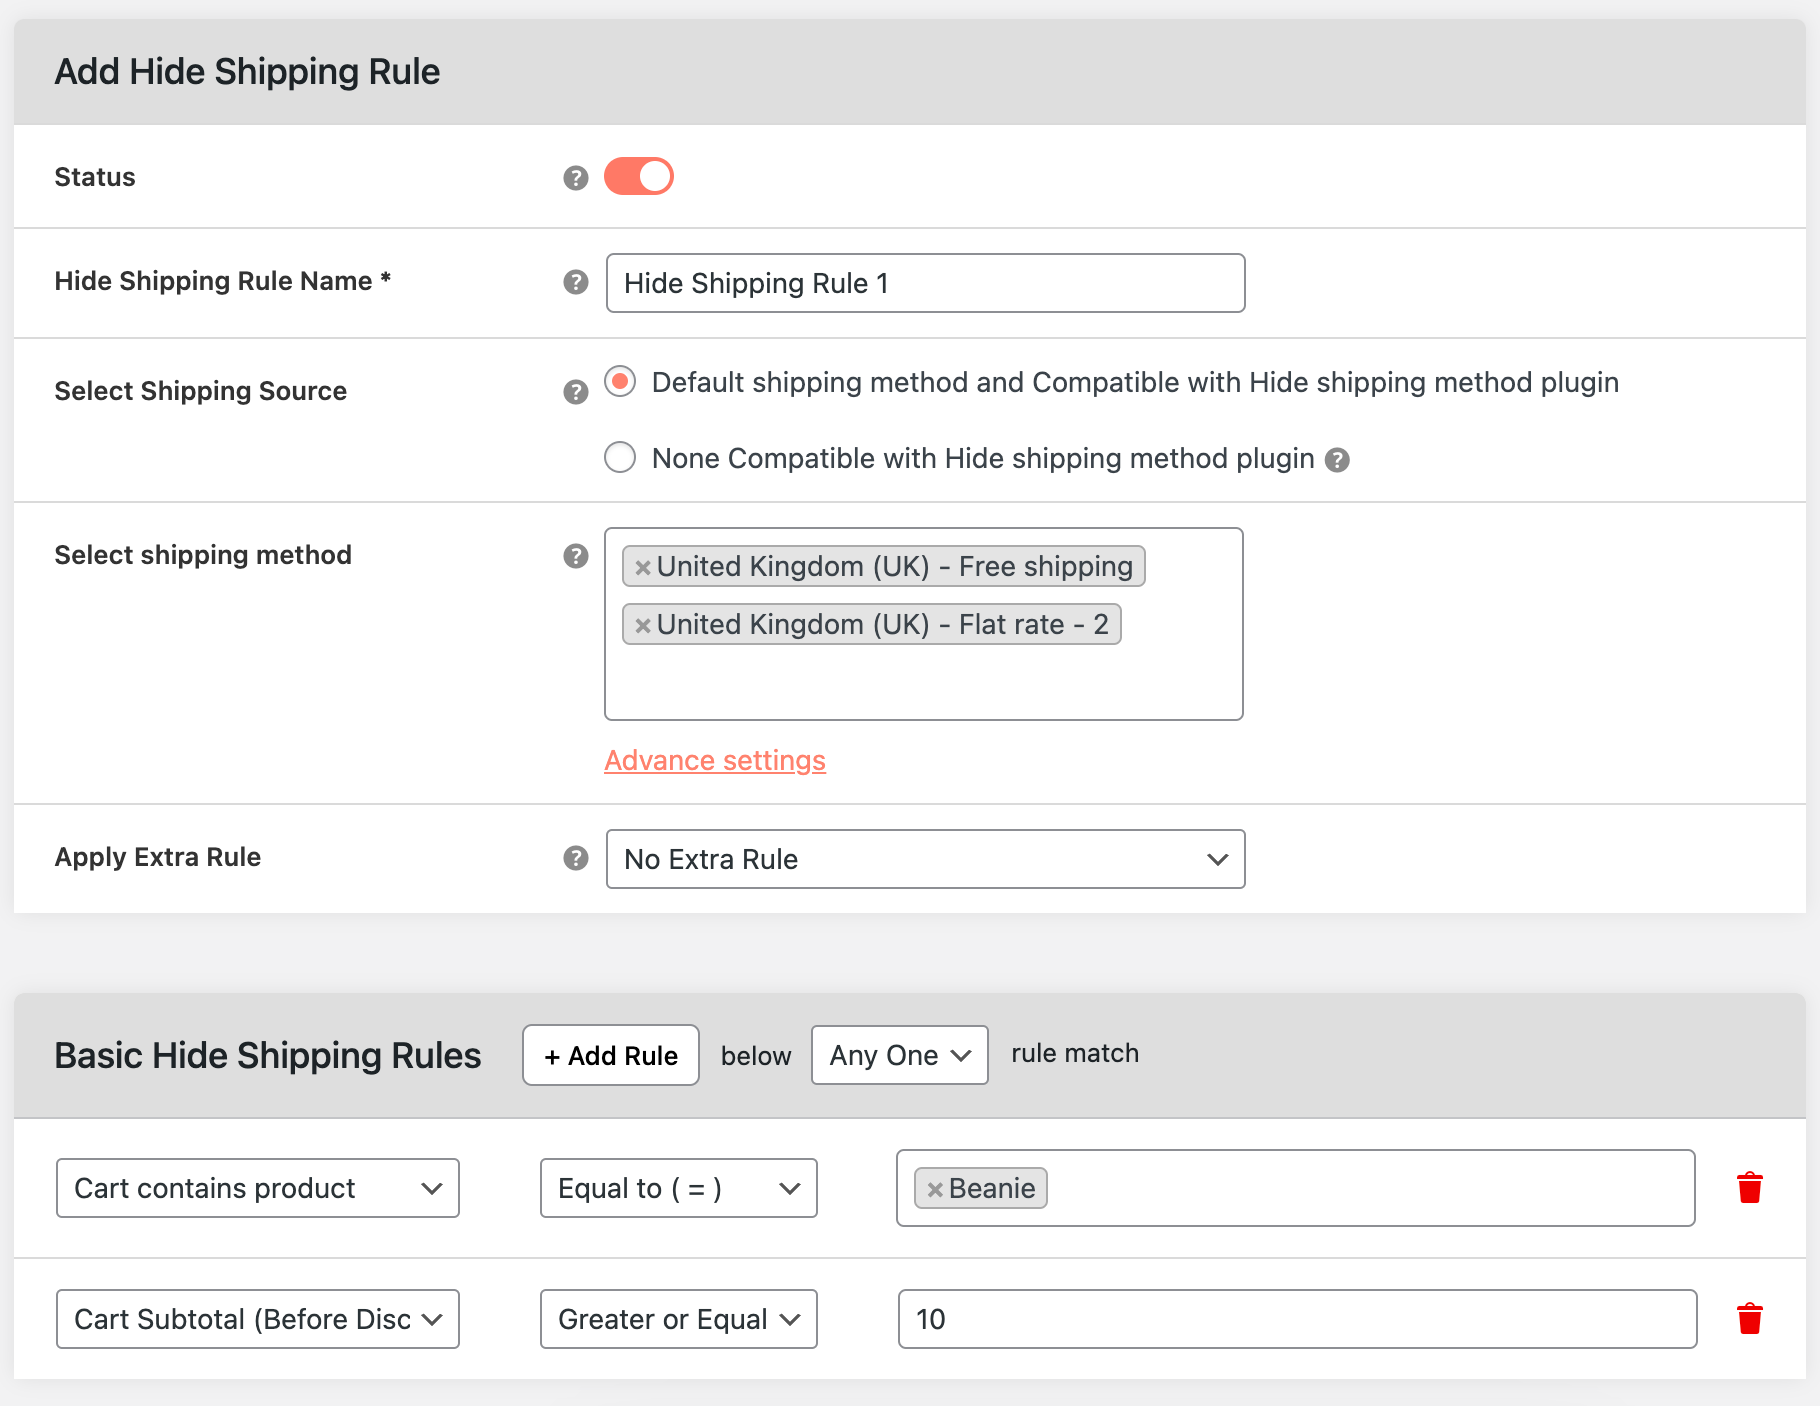 Add Hide Shipping Rule
Status
Hide Shipping Rule Name *
Hide Shipping Rule 1
Select Shipping Source
Default shipping method and Compatible with Hide shipping method plugin
None Compatible with Hide shipping method plugin
Select shipping method
×United Kingdom (UK) - Free shipping
×United Kingdom (UK) - Flat rate - 2
Advance settings
Apply Extra Rule
No Extra Rule
Basic Hide Shipping Rules + Add Rule below Any One rule match
Cart contains product Equal to ( = ) ×Beanie
Cart Subtotal (Before Disc Greater or Equal 10